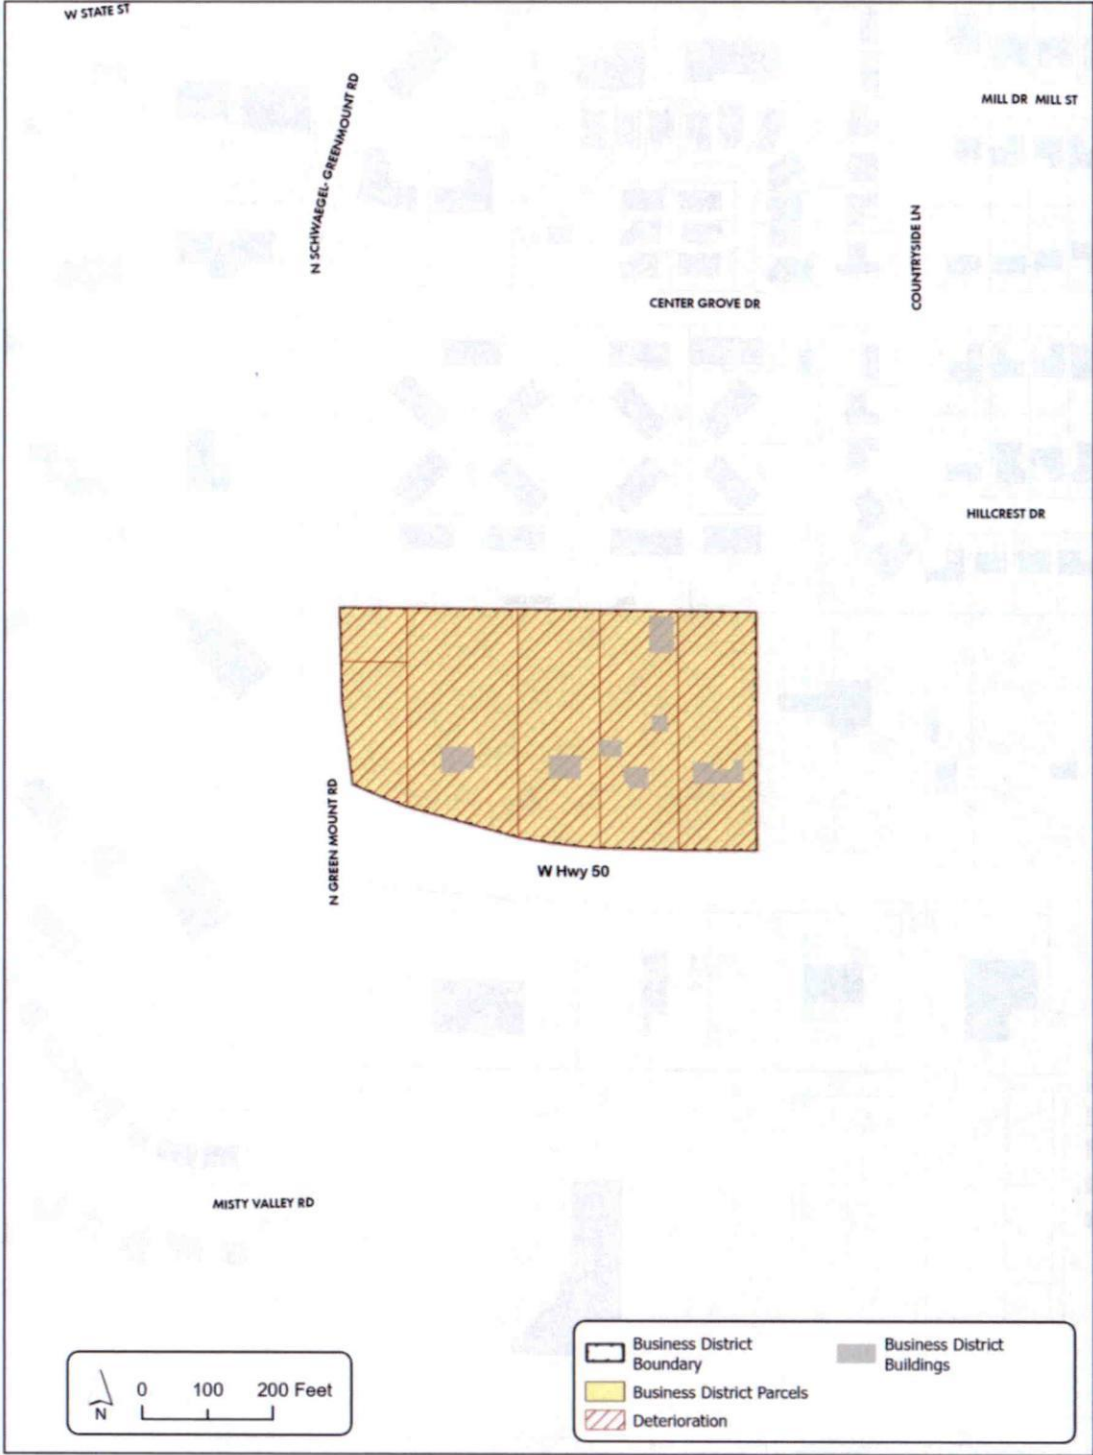 W STATE ST
N SCHWAEGEL- GREENMOUNT RD
MILL DR MILL ST
COUNTRYSIDE LN
CENTER GROVE DR
HILLCREST DR
N GREEN MOUNT RD
W Hwy 50
MISTY VALLEY RD
N
0 100 200 Feet
Business District
Boundary
Business District Parcels
Deterioration
Business District
Buildings